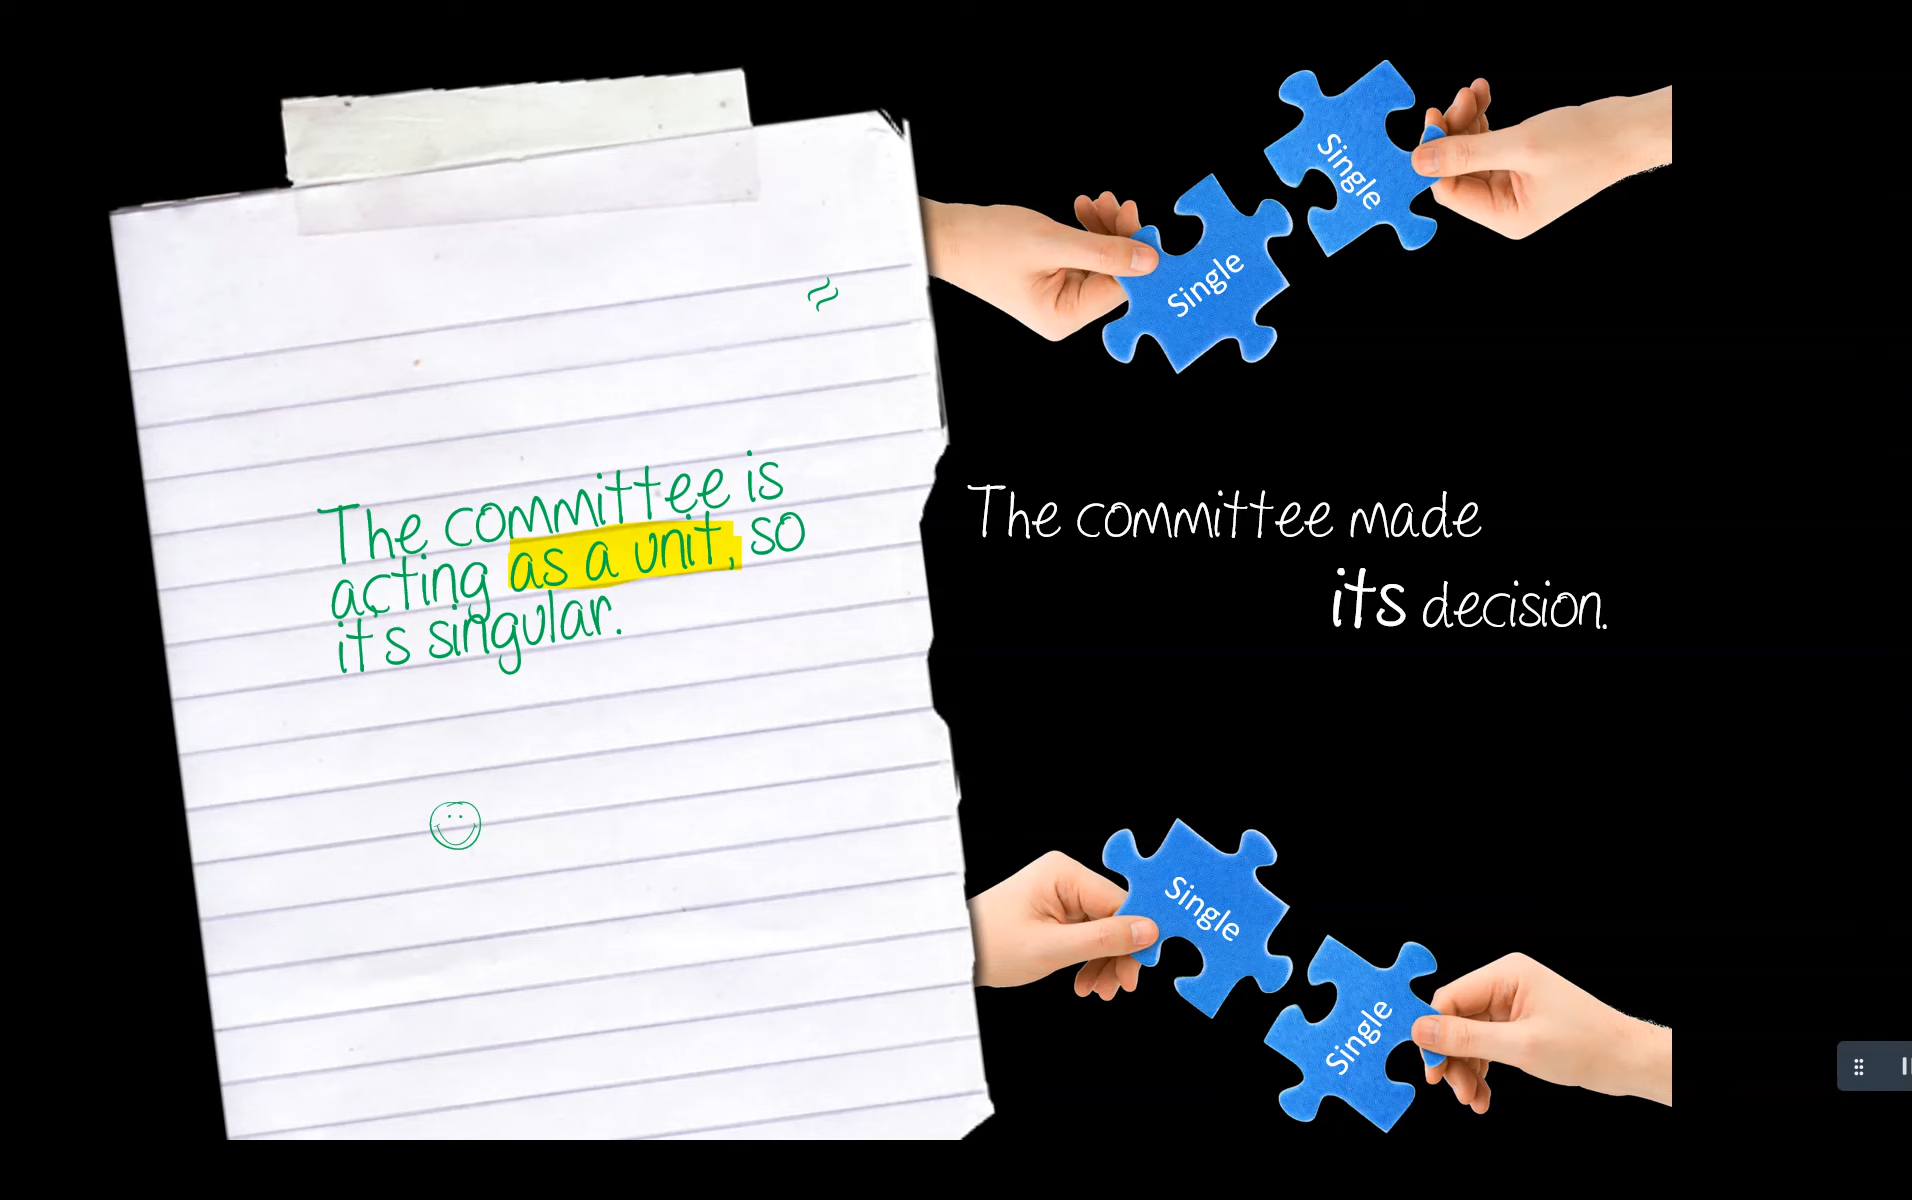 Single
Single
The committee is
acting as a unit, so
it's singular.
The committee made
its decision.
Single
Single